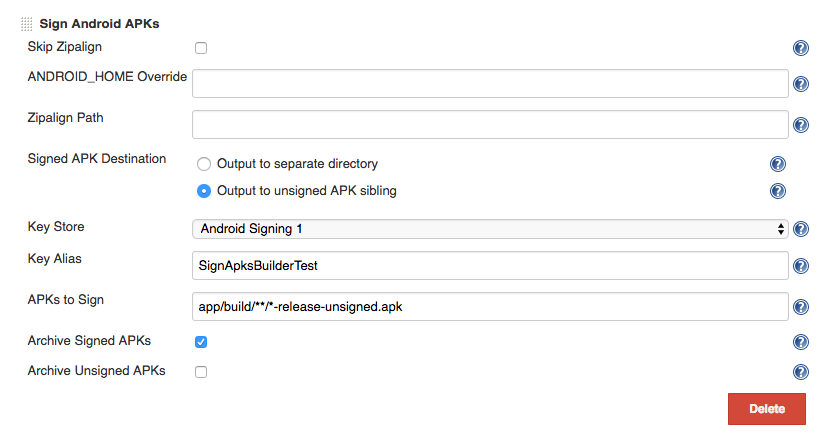 Sign Android APKs
Skip Zipalign
ANDROID_HOME Override
Zipalign Path
Signed APK Destination
Output to separate directory
Output to unsigned APK sibling
Key Store
Android Signing 1
Key Alias
SignApksBuilderTest
APKs to Sign
app/build/**/*-release-unsigned.apk
Archive Signed APKs
Archive Unsigned APKs
Delete